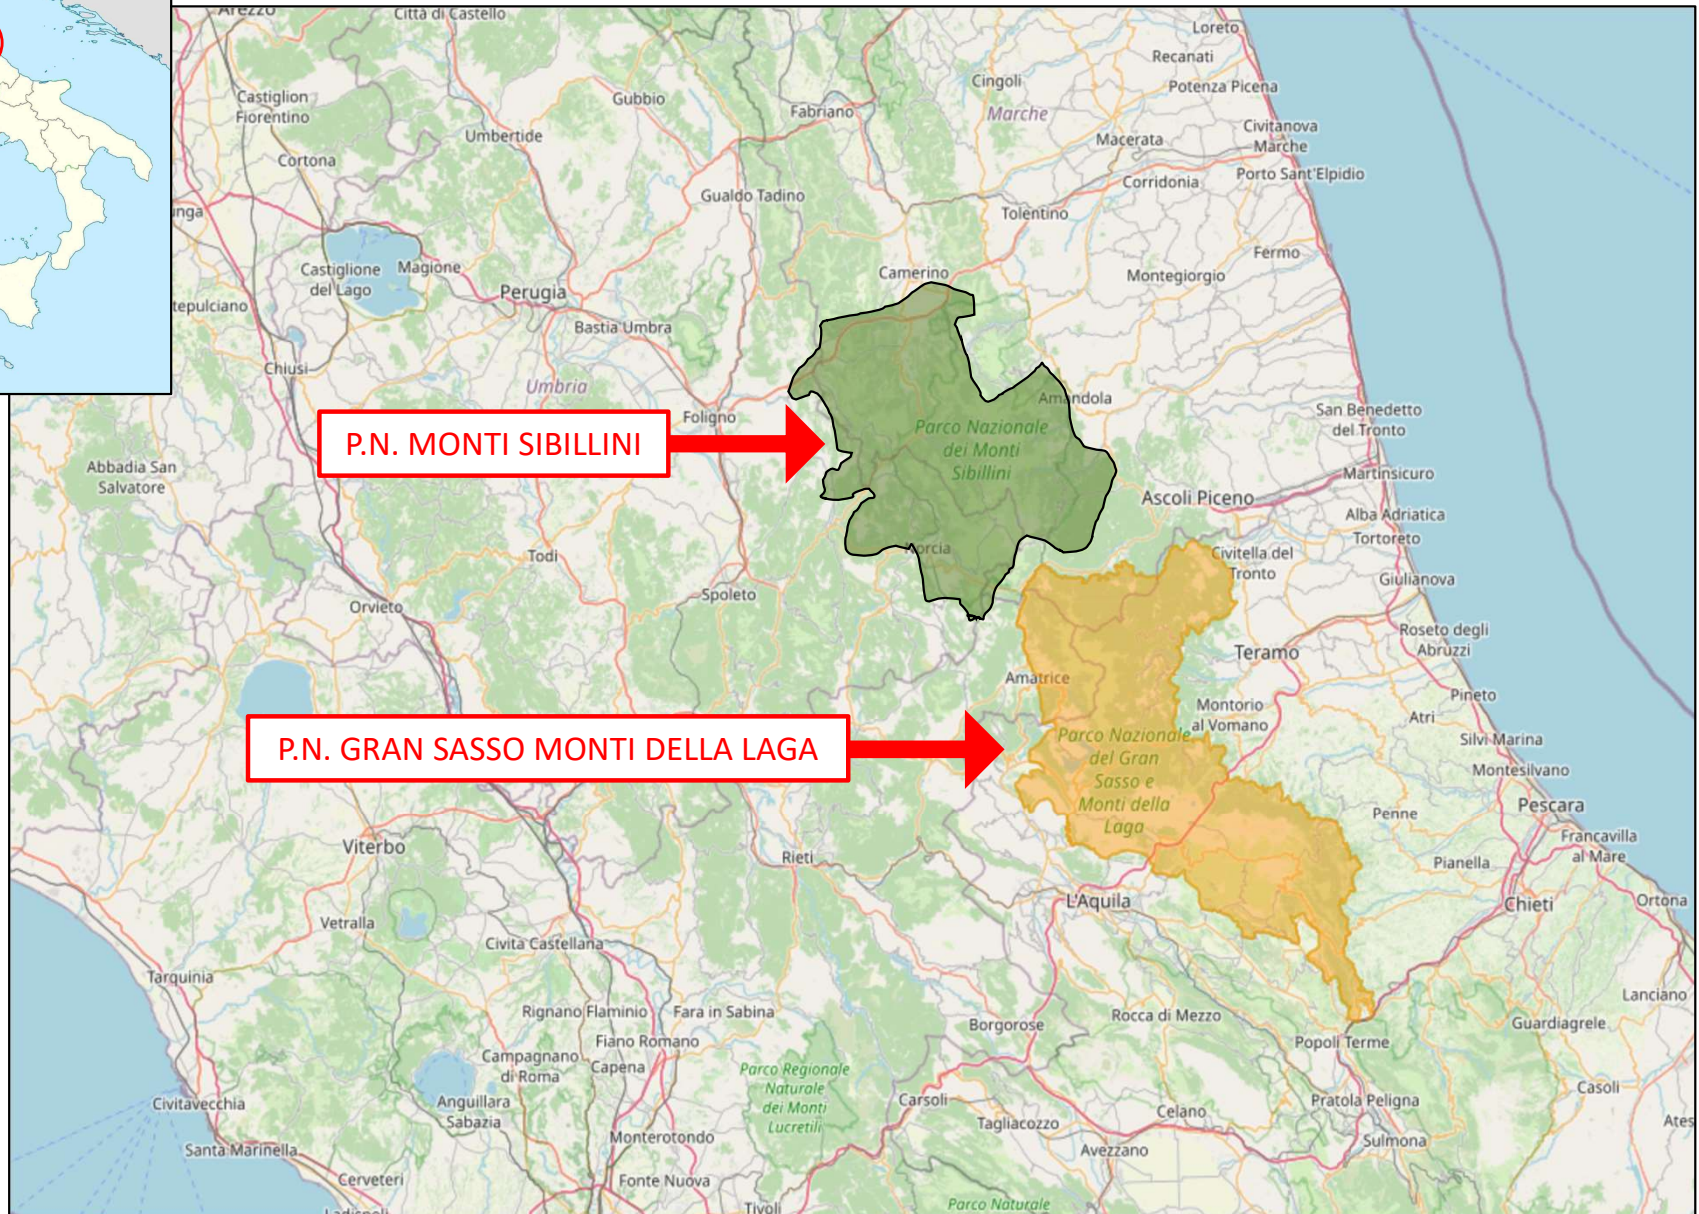 Arezzo
Città di Castello
Loreto
Recanati
Cingoli
Potenza Picena
Castiglion
Fiorentino
Gubbio
Fabriano
Marche
Umbertide
Macerata
Civitanova
Marche
Cortona
Porto Sant'Elpidio
Corridonia
Gualdo Tadino
Tolentino
Fermo
Castiglione
del Lago
Magione
Camerino
Montegiorgio
Perugia
tepulciano
Bastia Umbra
Chiusi
Umbria
Amandola
Foligno
San Benedetto
del Tronto
P.N. MONTI SIBILLINI
Parco Nazionale
dei Monti
Sibillini
Abbadia San
Salvatore
Martinsicuro
Ascoli Piceno
Alba Adriatica
Tortoreto
Todi
Norcia
Civitella del
Tronto
Giulianova
Orvieto
Spoleto
Roseto degli
Abruzzi
Teramo
Amatrice
Pineto
Montorio
al Vomano
Atri
P.N. GRAN SASSO MONTI DELLA LAGA
Parco Nazionale
del Gran
Sasso e
Monti della
Laga
Silvi Marina
Montesilvano
Pescara
Penne
Francavilla
al Mare
Viterbo
Rieti
Pianella
L'Aquila
Chieti
Ortona
Vetralla
Civita Castellana
Tarquinia
Lanciano
Rignano Flaminio
Fara in Sabina
Borgorose
Rocca di Mezzo
Guardiagrele
Fiano Romano
Popoli Terme
Campagnano
di Roma
Capena
Parco Regionale
Naturale
dei Monti
Lucretili
Casoli
Civitavecchia
Anguillara
Sabazia
Carsoli
Celano
Pratola Peligna
Tagliacozzo
Ates
Monterotondo
Sulmona
Santa Marinella
Avezzano
Cerveteri
Fonte Nuova
Parco Naturale
Tivoli